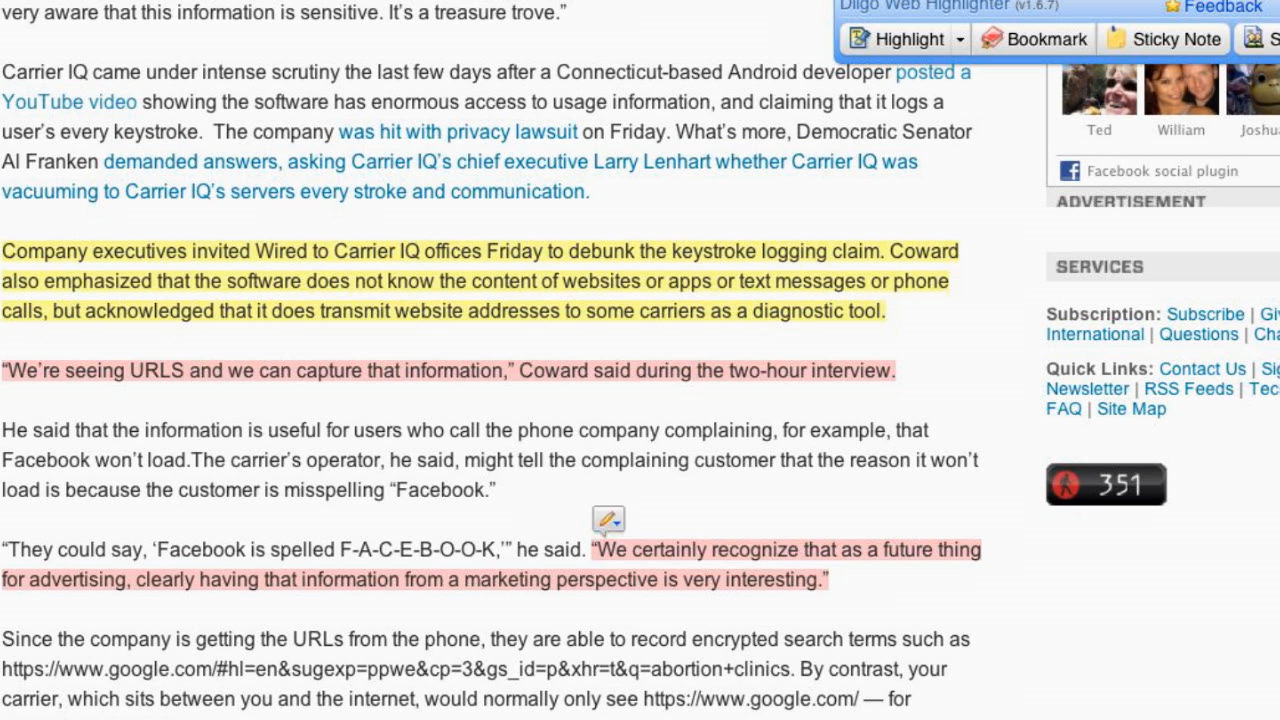 very aware that this information is sensitive. It's a treasure trove.”
Carrier IQ came under intense scrutiny the last few days after a Connecticut-based Android developer posted a
YouTube video showing the software has enormous access to usage information, and claiming that it logs a
user's every keystroke.  The company was hit with privacy lawsuit on Friday. What's more, Democratic Senator
Al Franken demanded answers, asking Carrier IQ's chief executive Larry Lenhart whether Carrier IQ was
vacuuming to Carrier IQ's servers every stroke and communication.
Company executives invited Wired to Carrier IQ offices Friday to debunk the keystroke logging claim. Coward
also emphasized that the software does not know the content of websites or apps or text messages or phone
calls, but acknowledged that it does transmit website addresses to some carriers as a diagnostic tool.
“We're seeing URLS and we can capture that information,” Coward said during the two-hour interview.
He said that the information is useful for users who call the phone company complaining, for example, that
Facebook won't load.The carrier's operator, he said, might tell the complaining customer that the reason it won't
load is because the customer is misspelling “Facebook.”
“They could say, ‘Facebook is spelled F-A-C-E-B-O-O-K,’” he said. “We certainly recognize that as a future thing
for advertising, clearly having that information from a marketing perspective is very interesting.”
Since the company is getting the URLs from the phone, they are able to record encrypted search terms such as
https://www.google.com/#hl=en&sugexp=ppwe&cp=3&gs_id=p&xhr=t&q=abortion+clinics. By contrast, your
carrier, which sits between you and the internet, would normally only see https://www.google.com/ — for
Diigo Web Highlighter (v1.6.7) Feedback
Highlight Bookmark Sticky Note S
Ted William Joshu
Facebook social plugin
ADVERTISEMENT
SERVICES
Subscription: Subscribe | Gi
International | Questions | Cha
Quick Links: Contact Us | Sig
Newsletter | RSS Feeds | Tec
FAQ | Site Map
351